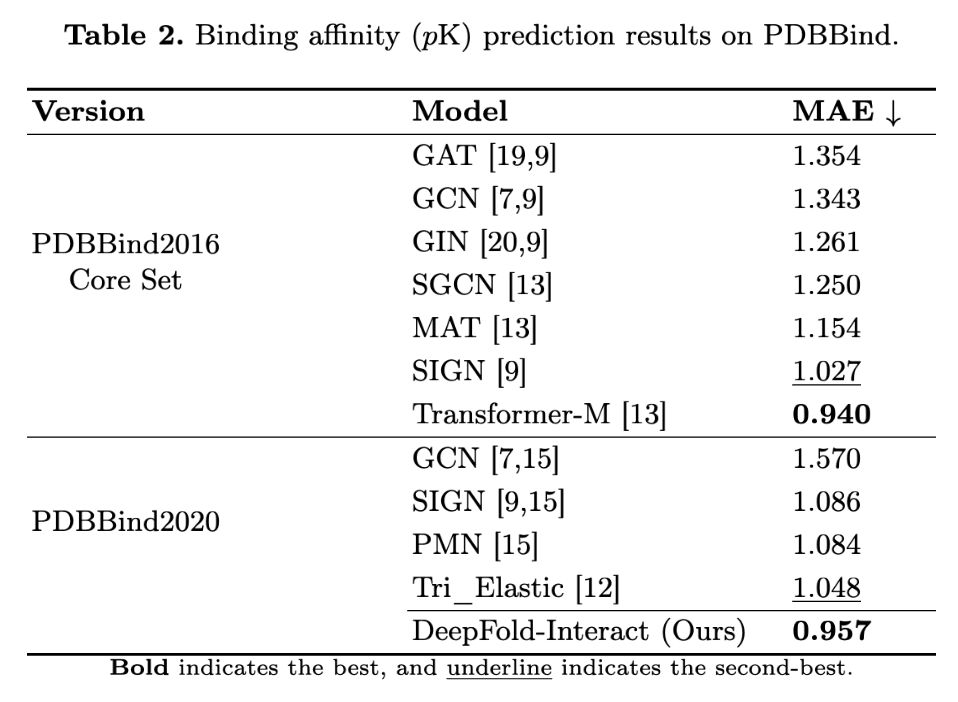 Table 2. Binding affinity (pK) prediction results on PDBBind.
Version Model MAE ↓
GAT [19,9] 1.354
GCN [7,9] 1.343
PDBBind2016 GIN [20,9] 1.261
Core Set SGCN [13] 1.250
MAT [13] 1.154
SIGN [9] 1.027
Transformer-M [13] 0.940
GCN [7,15] 1.570
SIGN [9,15] 1.086
PDBBind2020 PMN [15] 1.084
Tri_Elastic [12] 1.048
DeepFold-Interact (Ours) 0.957
Bold indicates the best, and underline indicates the second-best.